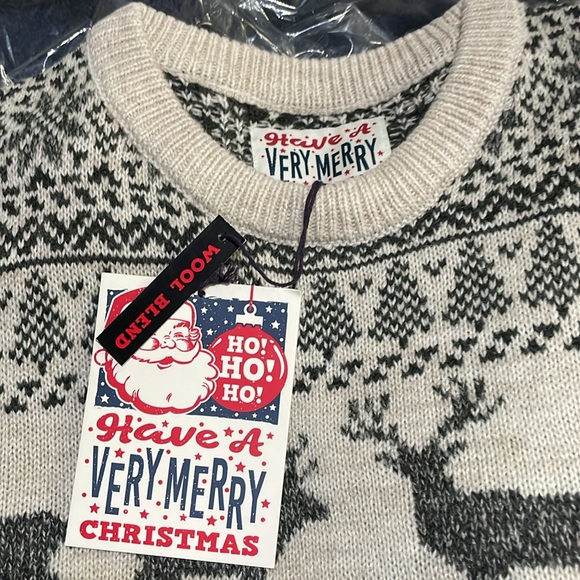 Have A
VERY MERRY
WOOL BLEND
HO!
HO!
HO!
Have A
VERY MERRY
CHRISTMAS